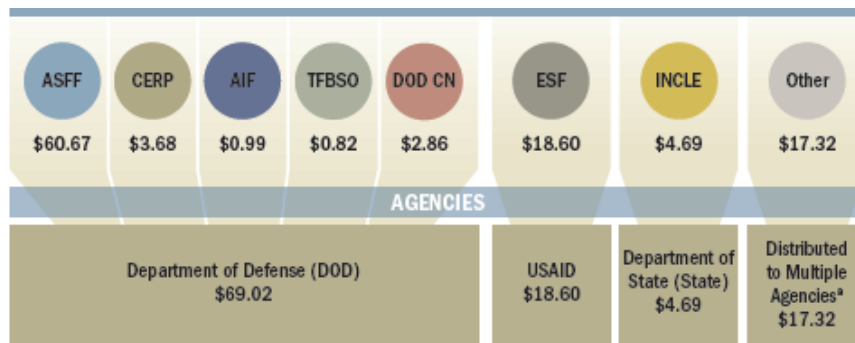 ASFF CERP AIF TFBSO DOD CN ESF INCLE Other
$60.67 $3.68 $0.99 $0.82 $2.86 $18.60 $4.69 $17.32
AGENCIES
Department of Defense (DOD)
$69.02
USAID
$18.60
Department of
State (State)
$4.69
Distributed
to Multiple
Agenciesª
$17.32